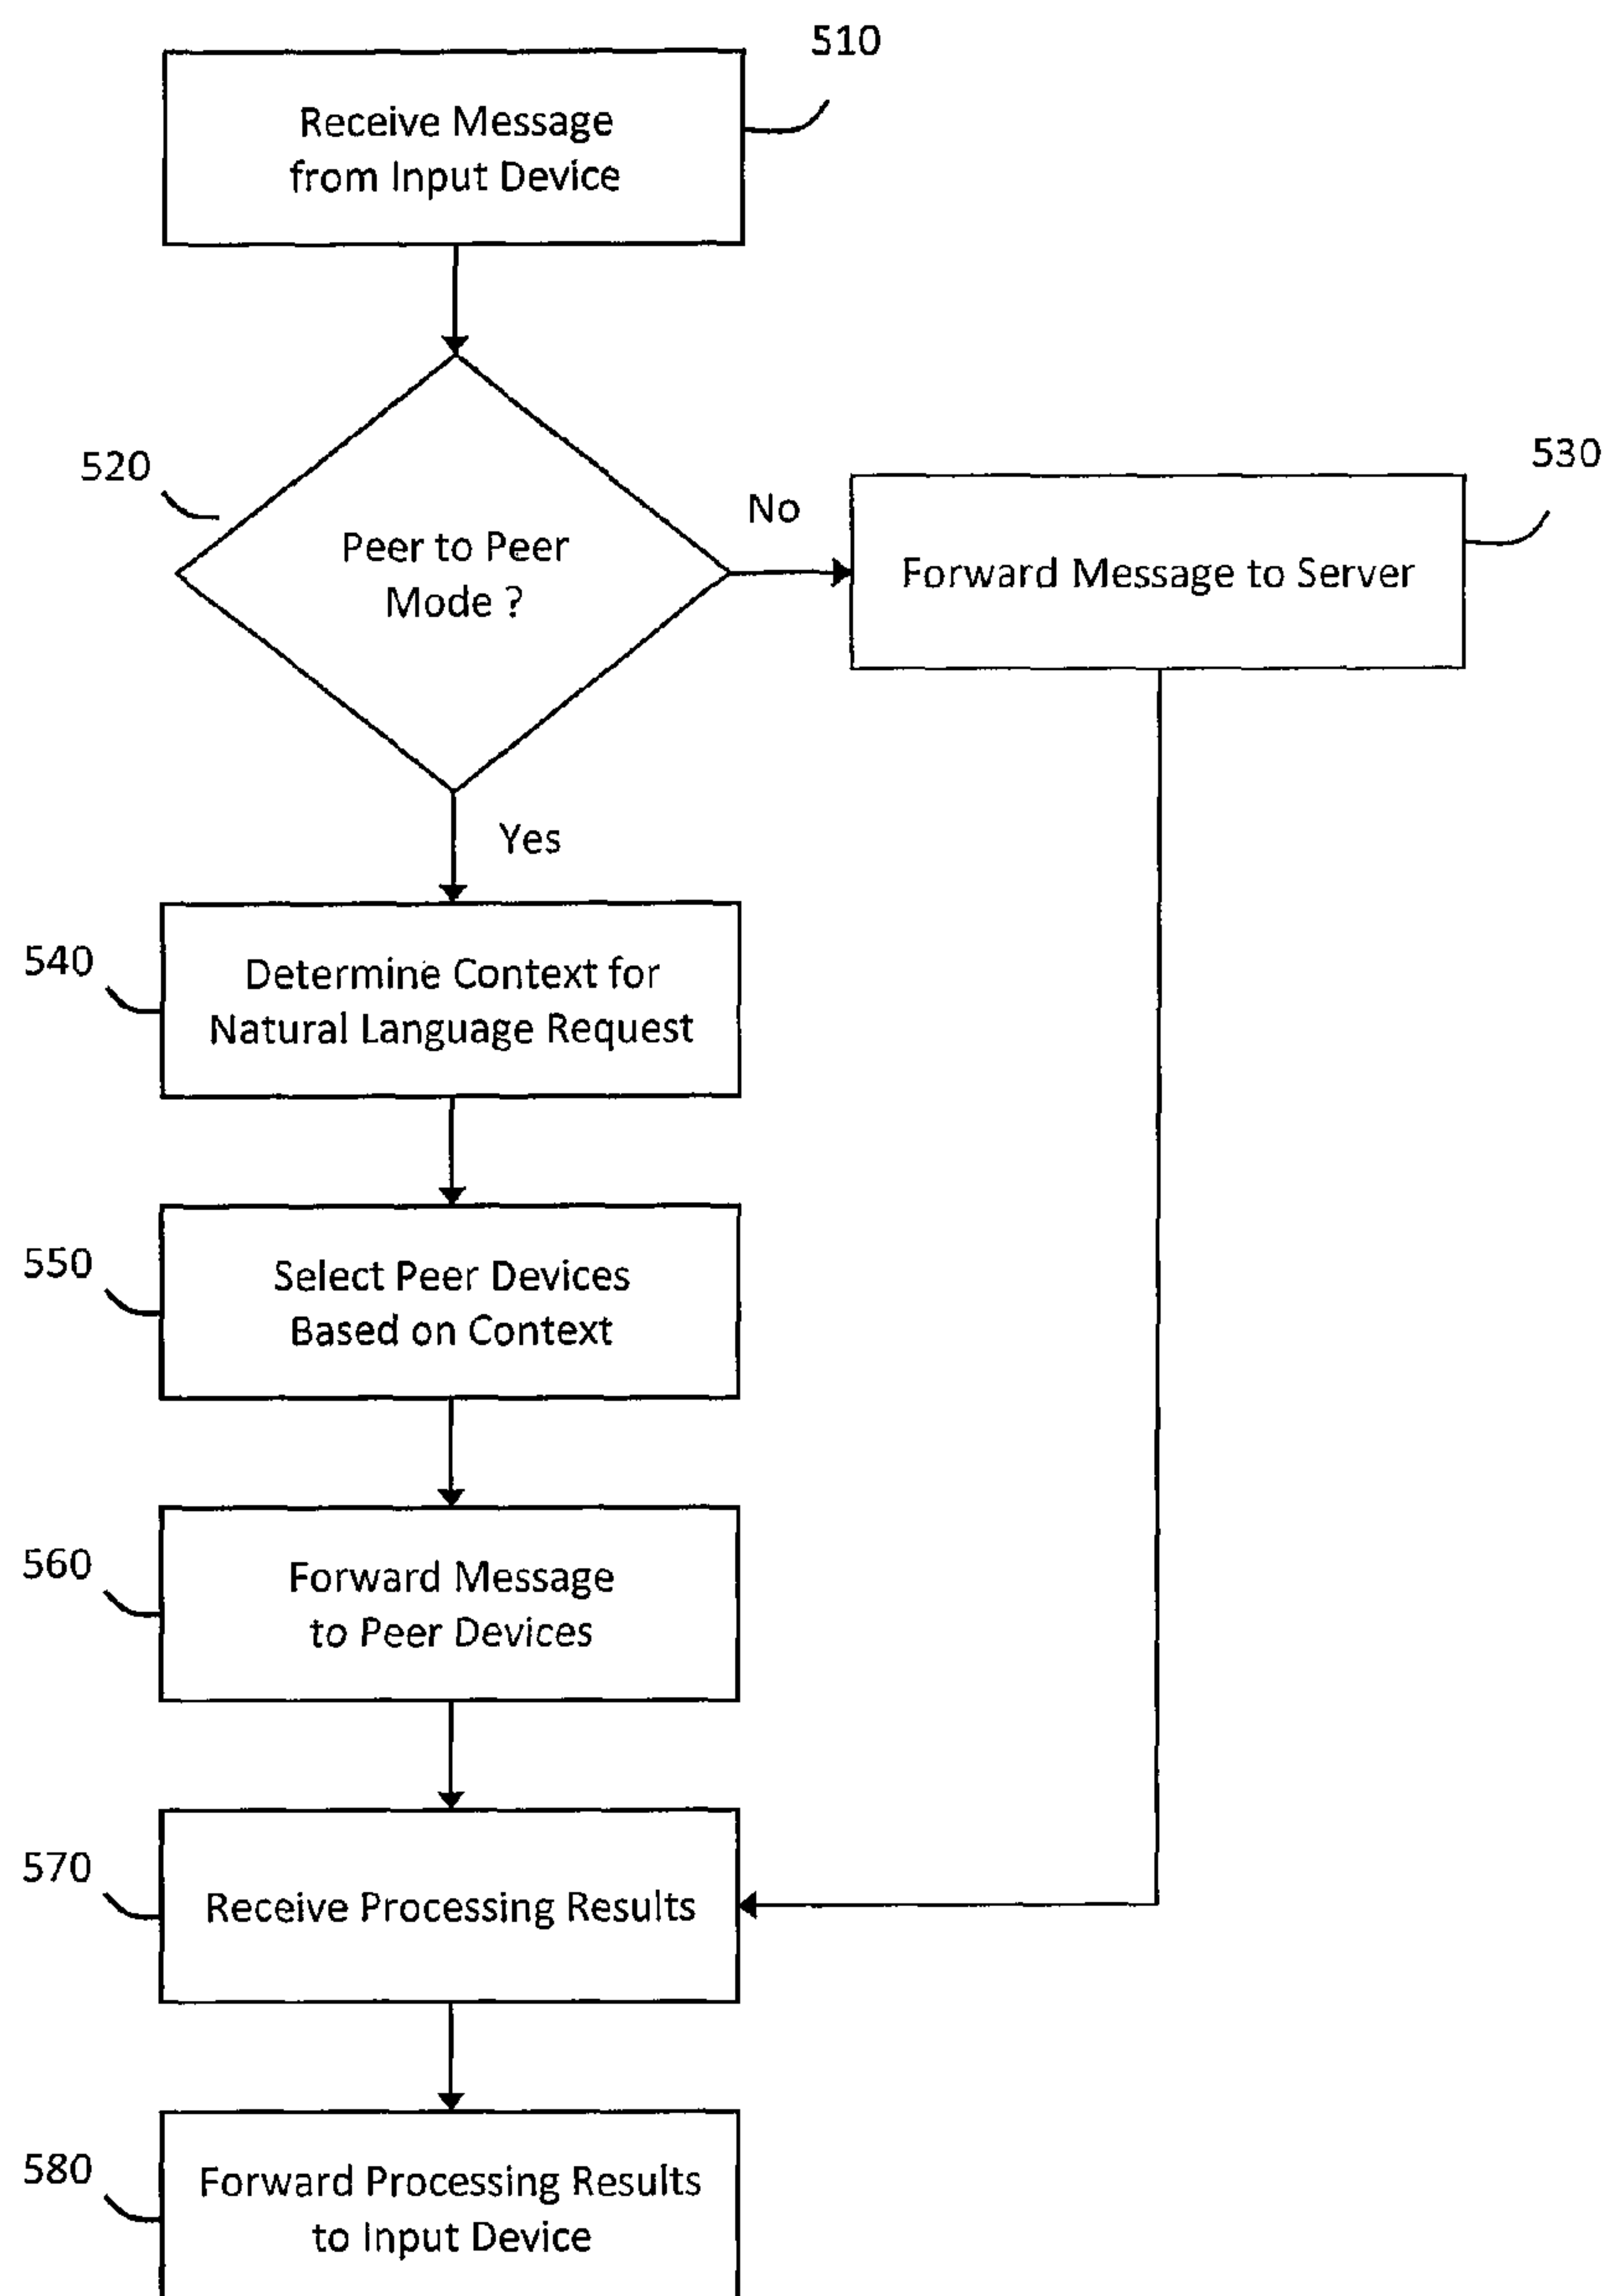 510
Receive Message
from Input Device
520
Peer to Peer
Mode ?
No
530
Forward Message to Server
Yes
540
Determine Context for
Natural Language Request
550
Select Peer Devices
Based on Context
560
Forward Message
to Peer Devices
570
Receive Processing Results
580
Forward Processing Results
to Input Device